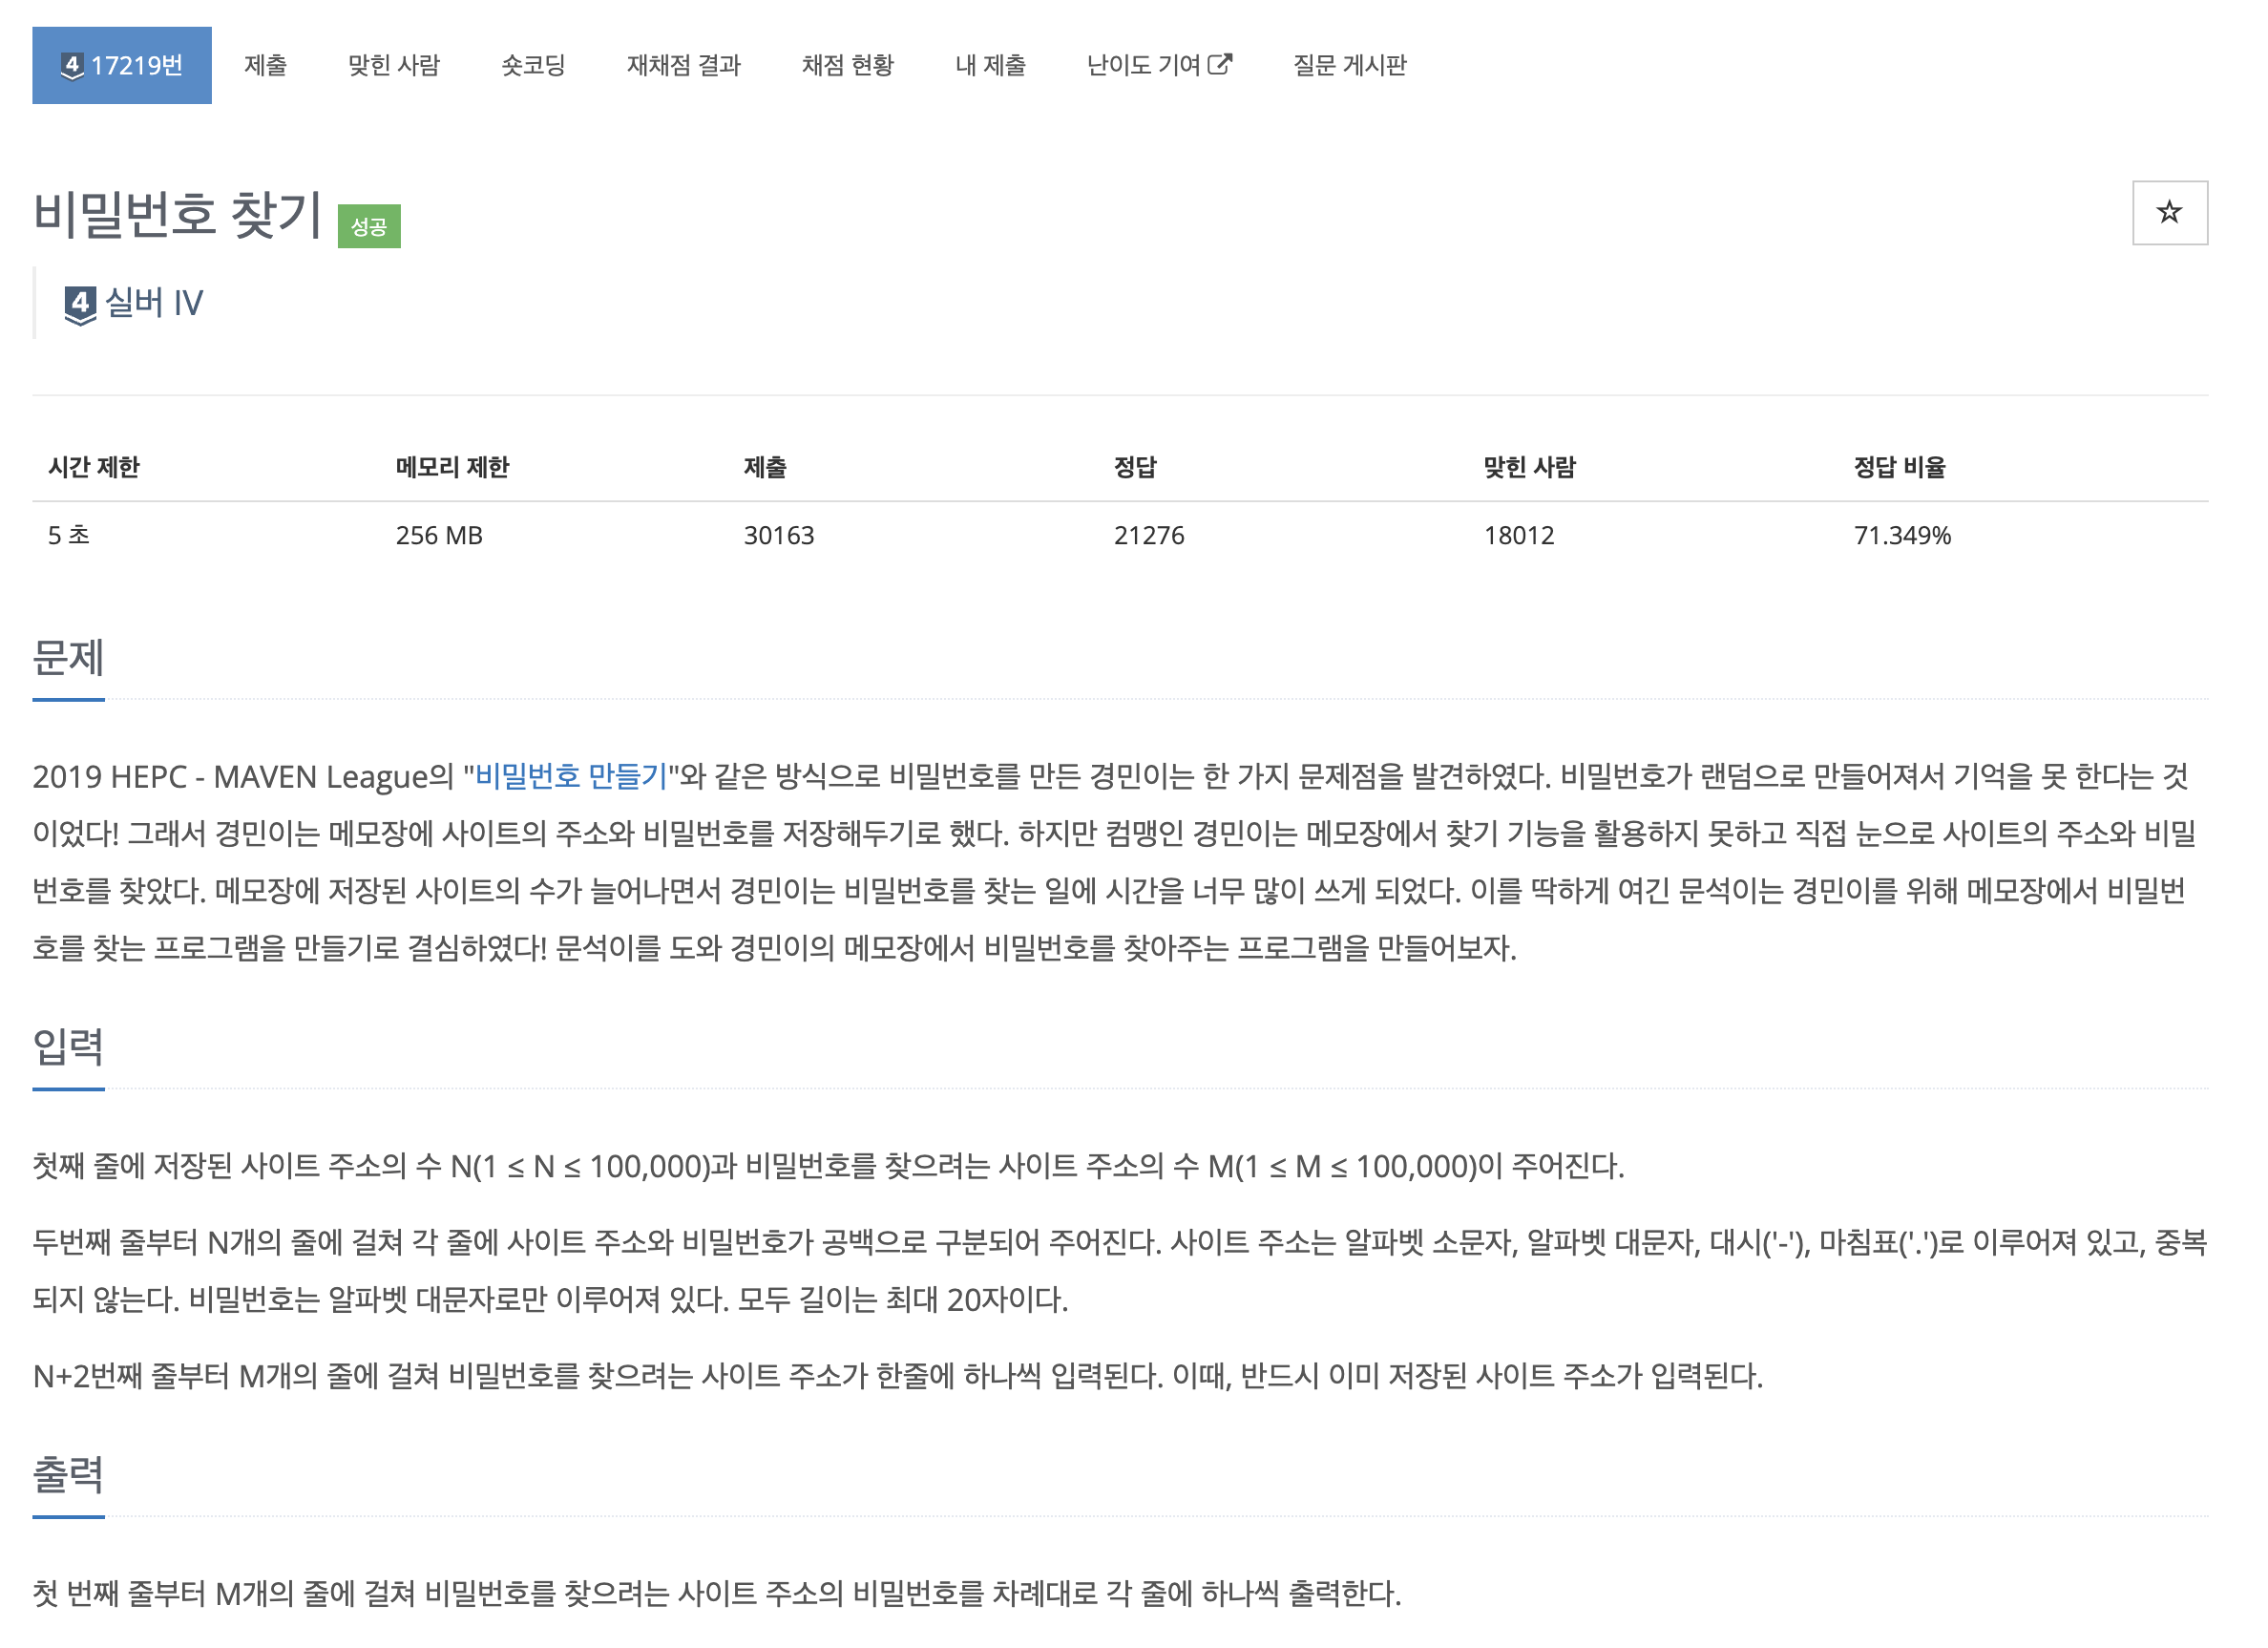 4 17219번 제출 맞힌 사람 숏코딩 재채점 결과 채점 현황 내 제출 난이도 기여 질문 게시판
비밀번호 찾기 성공
4 실버 IV
시간 제한 메모리 제한 제출 정답 맞힌 사람 정답 비율
5 초 256 MB 30163 21276 18012 71.349%
문제
2019 HEPC - MAVEN League의 "비밀번호 만들기"와 같은 방식으로 비밀번호를 만든 경민이는 한 가지 문제점을 발견하였다. 비밀번호가 랜덤으로 만들어져서 기억을 못 한다는 것
이었다! 그래서 경민이는 메모장에 사이트의 주소와 비밀번호를 저장해두기로 했다. 하지만 컴맹인 경민이는 메모장에서 찾기 기능을 활용하지 못하고 직접 눈으로 사이트의 주소와 비밀
번호를 찾았다. 메모장에 저장된 사이트의 수가 늘어나면서 경민이는 비밀번호를 찾는 일에 시간을 너무 많이 쓰게 되었다. 이를 딱하게 여긴 문석이는 경민이를 위해 메모장에서 비밀번
호를 찾는 프로그램을 만들기로 결심하였다! 문석이를 도와 경민이의 메모장에서 비밀번호를 찾아주는 프로그램을 만들어보자.
입력
첫째 줄에 저장된 사이트 주소의 수 N(1 ≤ N ≤ 100,000)과 비밀번호를 찾으려는 사이트 주소의 수 M(1 ≤ M ≤ 100,000)이 주어진다.
두번째 줄부터 N개의 줄에 걸쳐 각 줄에 사이트 주소와 비밀번호가 공백으로 구분되어 주어진다. 사이트 주소는 알파벳 소문자, 알파벳 대문자, 대시('-'), 마침표('.')로 이루어져 있고, 중복
되지 않는다. 비밀번호는 알파벳 대문자로만 이루어져 있다. 모두 길이는 최대 20자이다.
N+2번째 줄부터 M개의 줄에 걸쳐 비밀번호를 찾으려는 사이트 주소가 한줄에 하나씩 입력된다. 이때, 반드시 이미 저장된 사이트 주소가 입력된다.
출력
첫 번째 줄부터 M개의 줄에 걸쳐 비밀번호를 찾으려는 사이트 주소의 비밀번호를 차례대로 각 줄에 하나씩 출력한다.